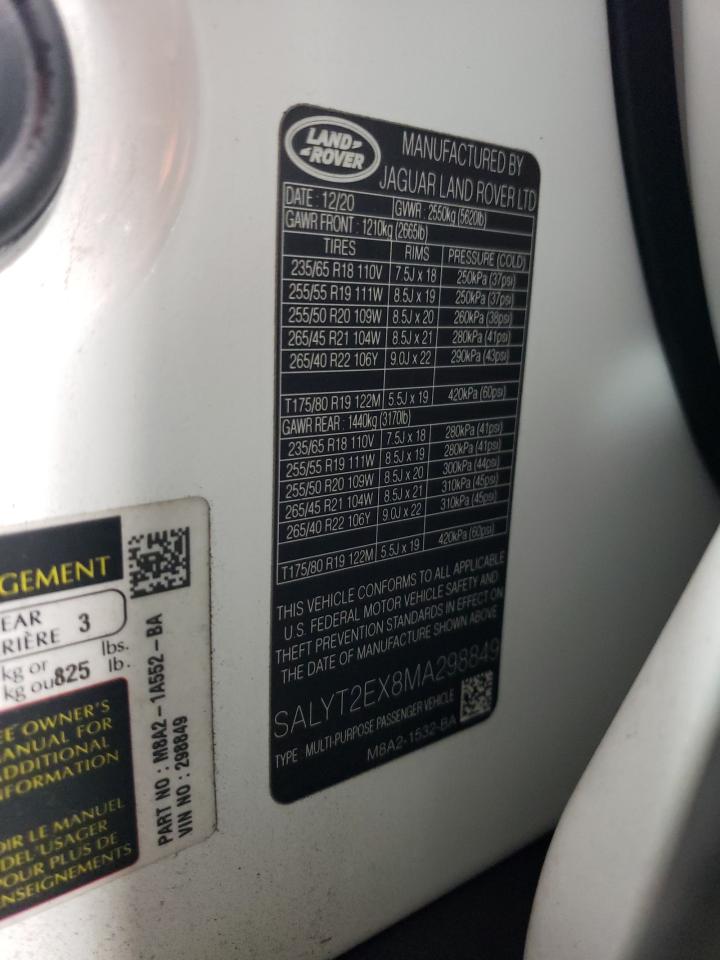 LAND-
-ROVER
MANUFACTURED BY
JAGUAR LAND ROVER LTD
DATE : 12/20 GVWR : 2550kg (5620lb)
GAWR FRONT : 1210kg (2665lb)
TIRES RIMS PRESSURE (COLD)
235/65 R18 110V 7.5J x 18 250kPa (37psi)
255/55 R19 111W 8.5J x 19 250kPa (37psi)
255/50 R20 109W 8.5J x 20 260kPa (38psi)
265/45 R21 104W 8.5J x 21 280kPa (41psi)
265/40 R22 106Y 9.0J x 22 290kPa (43psi)
T175/80 R19 122M 5.5J x 19 420kPa (60psi)
GAWR REAR : 1440kg (3170lb)
235/65 R18 110V 7.5J x 18 280kPa (41psi)
255/55 R19 111W 8.5J x 19 280kPa (41psi)
255/50 R20 109W 8.5J x 20 300kPa (44psi)
265/45 R21 104W 8.5J x 21 310kPa (45psi)
265/40 R22 106Y 9.0J x 22 310kPa (45psi)
T175/80 R19 122M 5.5J x 19 420kPa (60psi)
THIS VEHICLE CONFORMS TO ALL APPLICABLE
U.S. FEDERAL MOTOR VEHICLE SAFETY AND
THEFT PREVENTION STANDARDS IN EFFECT ON
THE DATE OF MANUFACTURE SHOWN ABOVE
SALYT2EX8MA298849
TYPE : MULTI-PURPOSE PASSENGER VEHICLE
M8A2-1532-BA
GEMENT
EAR
RIÈRE 3
kg or lbs.
kg ou 825 lb.
EE OWNER'S
MANUAL FOR
ADDITIONAL
NFORMATION
OIR LE MANUEL
DEL'USAGER
POUR PLUS DE
NSEIGNEMENTS
PART NO : M8A2-1A552-BA
VIN NO : 298849